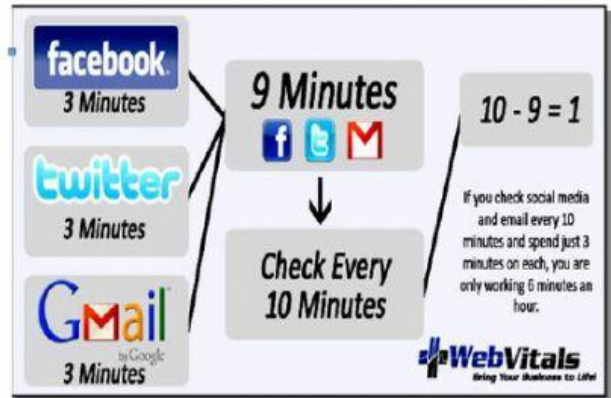 facebook
3 Minutes
twitter
3 Minutes
Gmail
by Google
3 Minutes
9 Minutes
f t M
Check Every
10 Minutes
10 - 9 = 1
If you check social media
and email every 10
minutes and spend just 3
minutes on each, you are
only working 6 minutes an
hour.
WebVitals
Bring Your Business to Life!